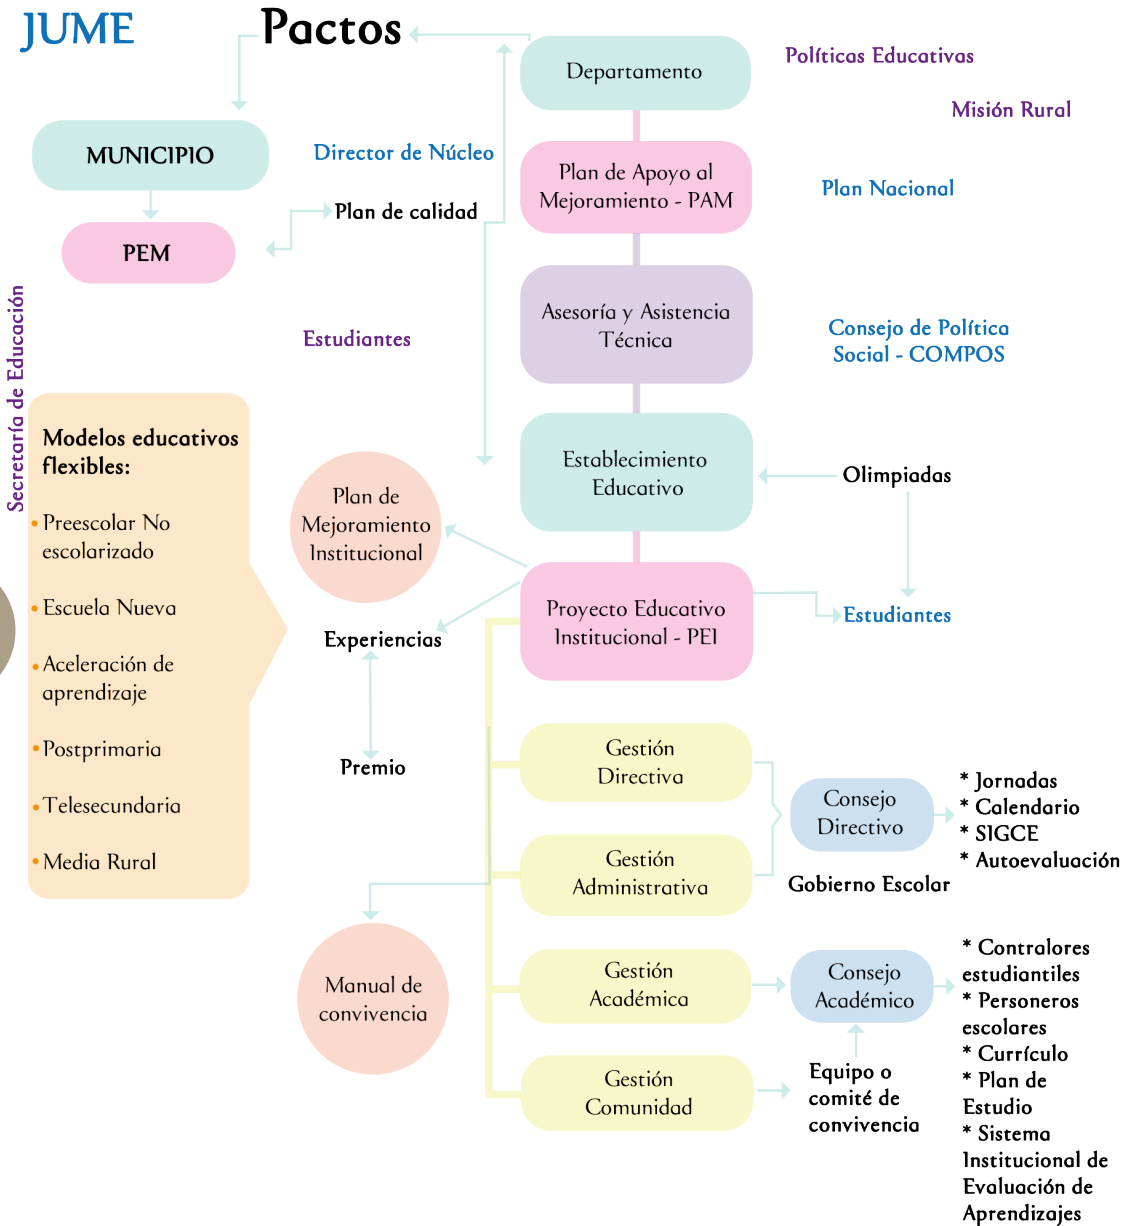 JUME
Pactos
Departamento
Políticas Educativas
Misión Rural
MUNICIPIO
Director de Núcleo
Plan de Apoyo al
Mejoramiento - PAM
Plan Nacional
Plan de calidad
PEM
Secretaría de Educación
Estudiantes
Asesoría y Asistencia
Técnica
Consejo de Política
Social - COMPOS
Modelos educativos
flexibles:
• Preescolar No
escolarizado
• Escuela Nueva
• Aceleración de
aprendizaje
• Postprimaria
• Telesecundaria
• Media Rural
Plan de
Mejoramiento
Institucional
Establecimiento
Educativo
Olimpiadas
Experiencias
Proyecto Educativo
Institucional - PEI
Estudiantes
Premio
Gestión
Directiva
Consejo
Directivo
* Jornadas
* Calendario
* SIGCE
* Autoevaluación
Gestión
Administrativa
Gobierno Escolar
Manual de
convivencia
Gestión
Académica
Consejo
Académico
* Contralores
estudiantiles
* Personeros
escolares
* Currículo
* Plan de
Estudio
* Sistema
Institucional de
Evaluación de
Aprendizajes
Gestión
Comunidad
Equipo o
comité de
convivencia